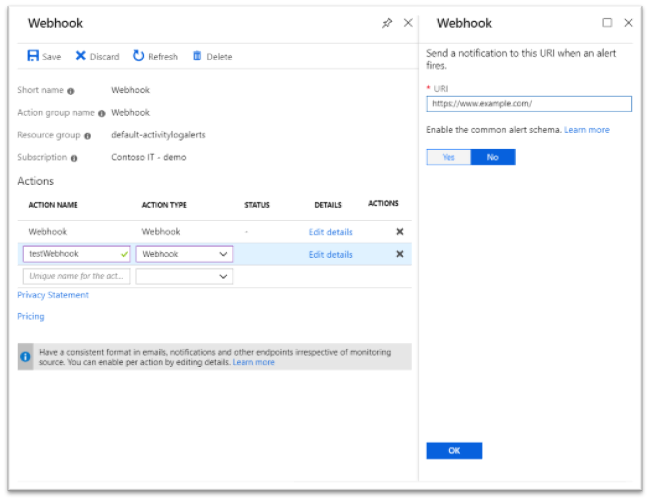 Webhook
Save Discard Refresh Delete
Short name Webhook
Action group name Webhook
Resource group default-activitylogalerts
Subscription Contoso IT - demo
Actions
ACTION NAME ACTION TYPE STATUS DETAILS ACTIONS
Webhook Webhook - Edit details
testWebhook Webhook Edit details
Unique name for the act...
Privacy Statement
Pricing
Have a consistent format in emails, notifications and other endpoints irrespective of monitoring
source. You can enable per action by editing details. Learn more
Webhook
Send a notification to this URI when an alert
fires.
* URI
https://www.example.com/
Enable the common alert schema. Learn more
Yes No
OK